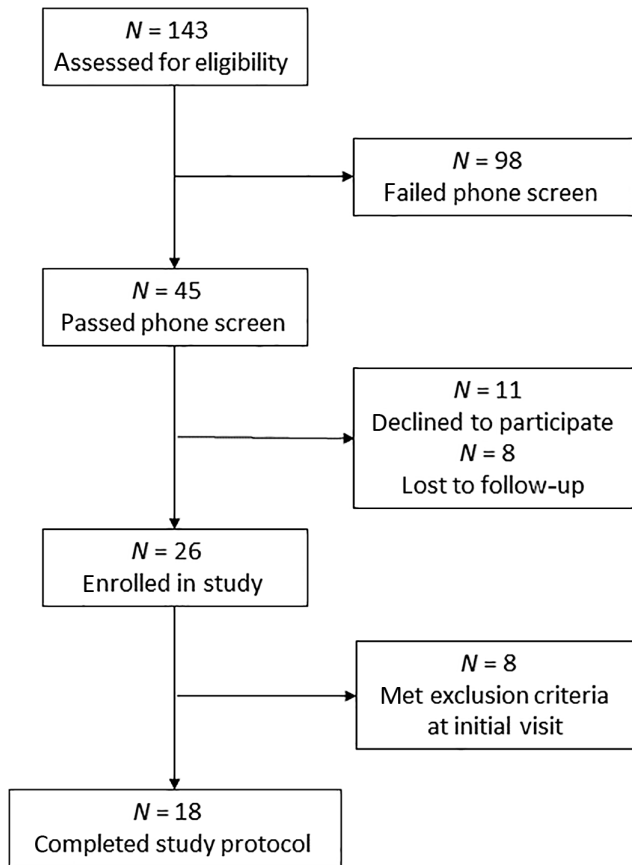 N = 143
Assessed for eligibility
N = 98
Failed phone screen
N = 45
Passed phone screen
N = 11
Declined to participate
N = 8
Lost to follow-up
N = 26
Enrolled in study
N = 8
Met exclusion criteria
at initial visit
N = 18
Completed study protocol